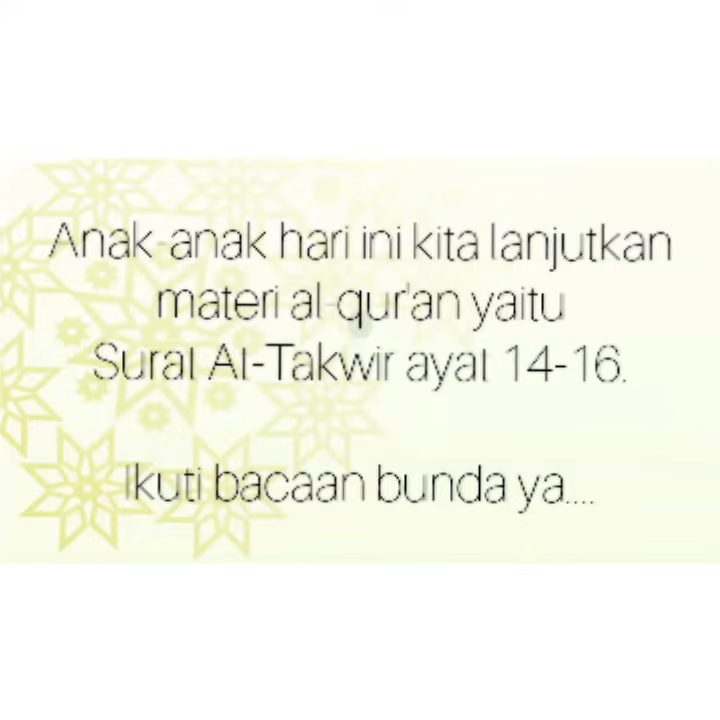 Anak-anak hari ini kita lanjutkan
materi al-qur'an yaitu
Surat At-Takwir ayat 14-16.
Ikuti bacaan bunda ya....